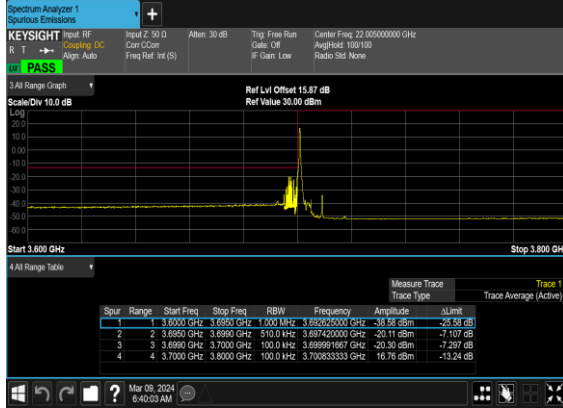 Spectrum Analyzer 1
Spurious Emissions
+
KEYSIGHT Input: RF Input Z: 50 Ω Atten: 30 dB Trig: Free Run Center Freq: 22.005000000 GHz
R T Coupling: DC Corr CCorr Gate: Off Avg|Hold: 100/100
Align: Auto Freq Ref: Int (S) IF Gain: Low Radio Std: None
PASS
3 All Range Graph
Ref Lvl Offset 15.87 dB
Scale/Div 10.0 dB Ref Value 30.00 dBm
Log
20.0
10.0
0.00
-10.0
-20.0
-30.0
-40.0
-50.0
-60.0
Start 3.600 GHz Stop 3.800 GH
4 All Range Table
Measure Trace Trace 1
Trace Type Trace Average (Active)
Spur Range Start Freq Stop Freq RBW Frequency Amplitude ΔLimit
1 1 3.6000 GHz 3.6950 GHz 1.000 MHz 3.692625000 GHz -38.58 dBm -25.58 dB
2 2 3.6950 GHz 3.6990 GHz 510.0 kHz 3.697420000 GHz -20.11 dBm -7.107 dB
3 3 3.6990 GHz 3.7000 GHz 100.0 kHz 3.699991667 GHz -20.30 dBm -7.297 dB
4 4 3.7000 GHz 3.8000 GHz 100.0 kHz 3.700833333 GHz 16.76 dBm -13.24 dB
? Mar 09, 2024
6:40:03 AM